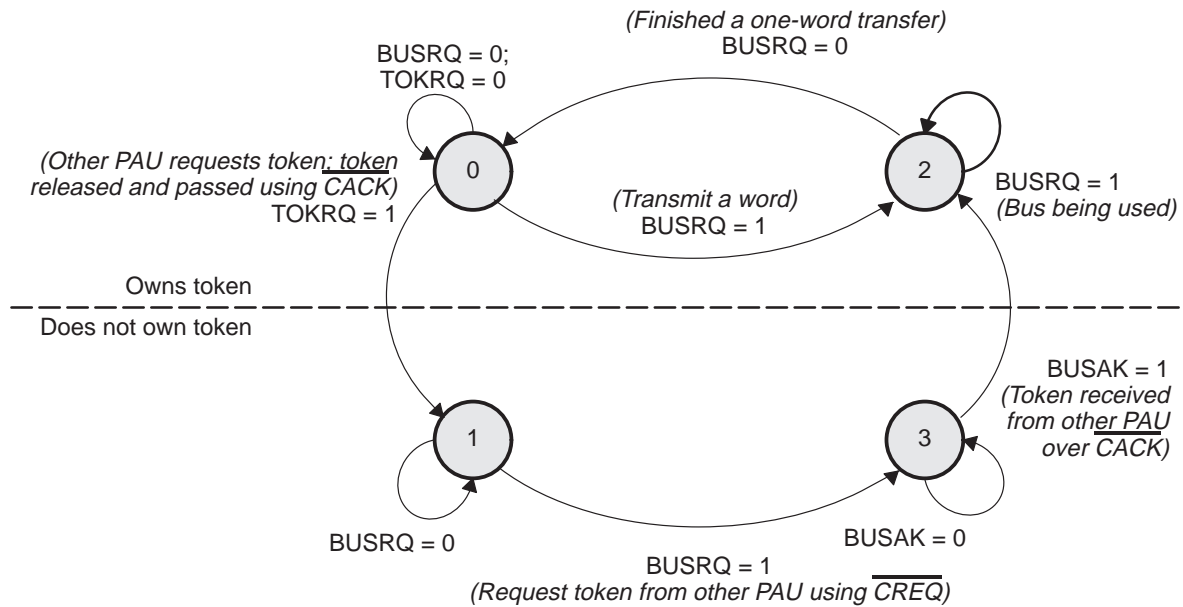 (Finished a one-word transfer)
BUSRQ = 0
BUSRQ = 0;
TOKRQ = 0
(Other PAU requests token; token
released and passed using CACK)
TOKRQ = 1
0
2
(Transmit a word)
BUSRQ = 1
BUSRQ = 1
(Bus being used)
Owns token
Does not own token
BUSAK = 1
(Token received
from other PAU
over CACK)
1
3
BUSRQ = 0
BUSAK = 0
BUSRQ = 1
(Request token from other PAU using CREQ)